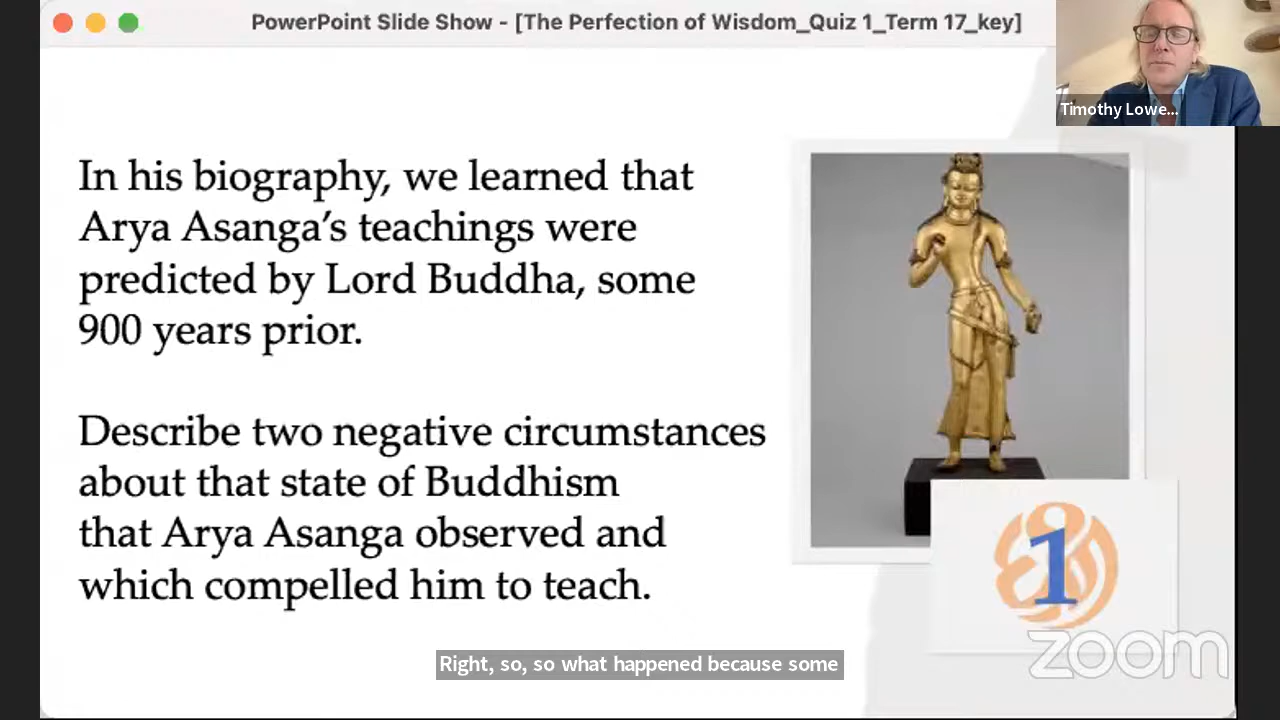 PowerPoint Slide Show - [The Perfection of Wisdom_Quiz 1_Term 17_key]
Timothy Lowe...
In his biography, we learned that
Arya Asanga’s teachings were
predicted by Lord Buddha, some
900 years prior.
Describe two negative circumstances
about that state of Buddhism
that Arya Asanga observed and
which compelled him to teach.
1
zoom
Right, so, so what happened because some